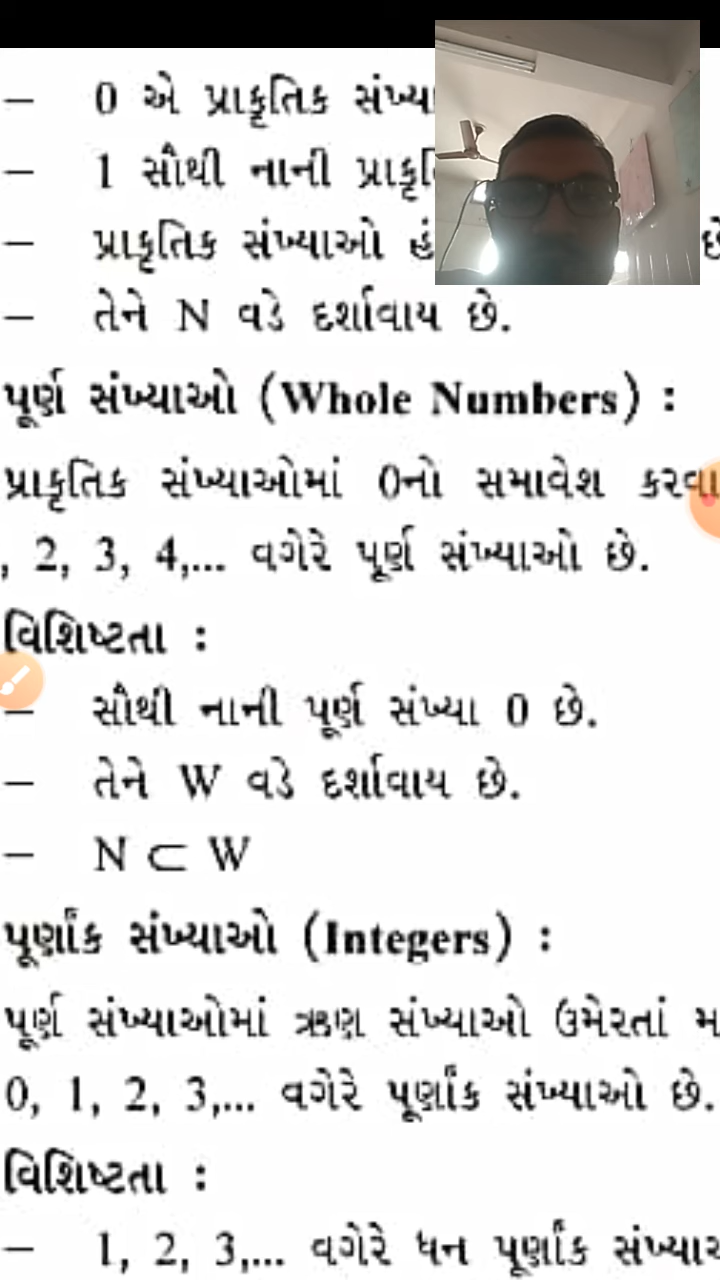 – 0 એ પ્રાકૃતિક
– 1 સૌથી નાની
– પ્રાકૃતિક સંખ્યાઓ
– તેને N વડે દર્શાવાય છે.
પૂર્ણ સંખ્યાઓ (Whole Numbers) :
પ્રાકૃતિક સંખ્યાઓમાં 0નો સમાવેશ
, 2, 3, 4,... વગેરે પૂર્ણ સંખ્યાઓ છે.
વિશિષ્ટતા :
– સૌથી નાની પૂર્ણ સંખ્યા 0 છે.
– તેને W વડે દર્શાવાય છે.
– N ⊂ W
પૂર્ણાંક સંખ્યાઓ (Integers) :
પૂર્ણ સંખ્યાઓમાં ઋણ સંખ્યાઓ ઉમેરતાં
0, 1, 2, 3,... વગેરે પૂર્ણાંક સંખ્યાઓ છે.
વિશિષ્ટતા :
– 1, 2, 3,... વગેરે ધન પૂર્ણાંક